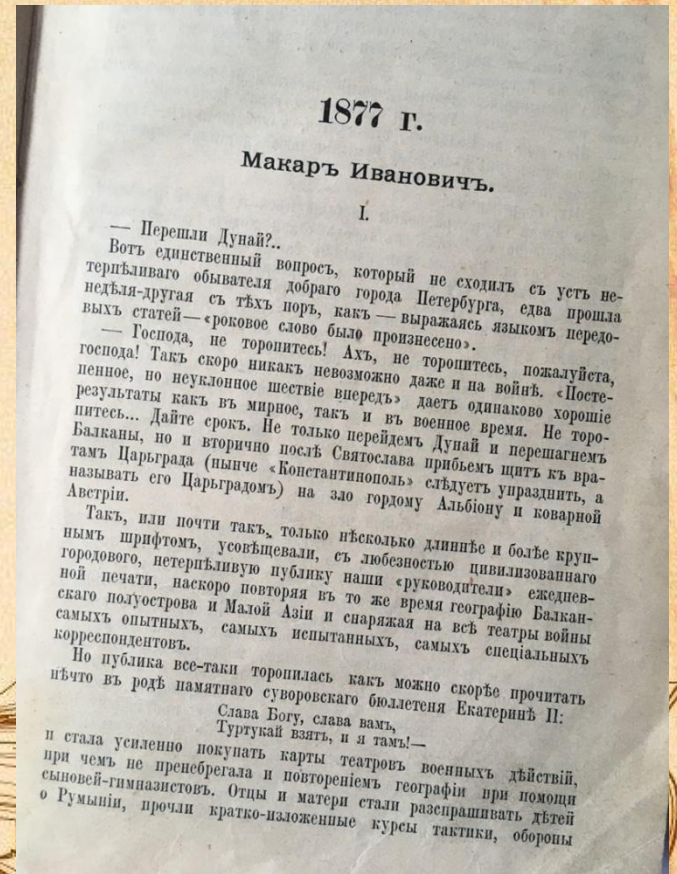 1877 г.
Макаръ Ивановичъ.
I.
— Перешли Дунай?..
Вотъ единственный вопросъ, который не сходилъ съ устъ не-
терпѣливаго обывателя добраго города Петербурга, едва прошла
недѣля-другая съ тѣхъ поръ, какъ — выражаясь языкомъ передо-
выхъ статей — «роковое слово было произнесено».
— Господа, не торопитесь! Ахъ, не торопитесь, пожалуйста,
господа! Такъ скоро никакъ невозможно даже и на войнѣ. «Посте-
пенное, но неуклонное шествіе впередъ» даетъ одинаково хорошіе
результаты какъ въ мирное, такъ и въ военное время. Не торо-
питесь... Дайте срокъ. Не только перейдемъ Дунай и перешагнемъ
Балканы, но и вторично послѣ Святослава прибьемъ щитъ къ вра-
тамъ Царьграда (нынче «Константинополь» слѣдуетъ упразднить, а
называть его Царьградомъ) на зло гордому Альбіону и коварной
Австріи.
Такъ, или почти такъ, только нѣсколько длиннѣе и болѣе круп-
нымъ шрифтомъ, усовѣщевали, съ любезностью цивилизованнаго
городового, нетерпѣливую публику наши «руководители» ежеднев-
ной печати, наскоро повторяя въ то же время географію Балкан-
скаго полуострова и Малой Азіи и снаряжая на всѣ театры войны
самыхъ опытныхъ, самыхъ испытанныхъ, самыхъ спеціальныхъ
корреспондентовъ.
Но публика все-таки торопилась какъ можно скорѣе прочитать
нѣчто въ родѣ памятнаго суворовскаго бюллетеня Екатеринѣ II:
Слава Богу, слава вамъ,
Туртукай взятъ, и я тамъ!—
и стала усиленно покупать карты театровъ военныхъ дѣйствій,
при чемъ не пренебрегала и повтореніемъ географіи при помощи
сыновей-гимназистовъ. Отцы и матери стали разспрашивать дѣтей
о Румыніи, прочли кратко-изложенные курсы тактики, обороны